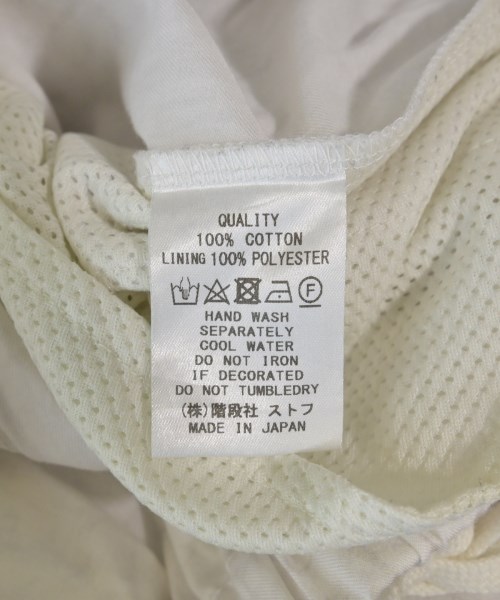 QUALITY
100% COTTON
LINING 100% POLYESTER
HAND WASH
SEPARATELY
COOL WATER
DO NOT IRON
IF DECORATED
DO NOT TUMBLEDRY
(株)階段社 ストフ
MADE IN JAPAN